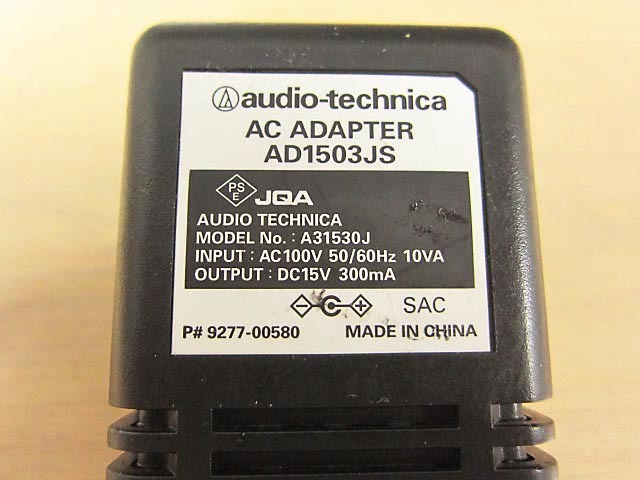 audio-technica
AC ADAPTER
AD1503JS
PS
E
JQA
AUDIO TECHNICA
MODEL No. : A31530J
INPUT : AC100V 50/60Hz 10VA
OUTPUT : DC15V 300mA
SAC
P# 9277-00580 MADE IN CHINA